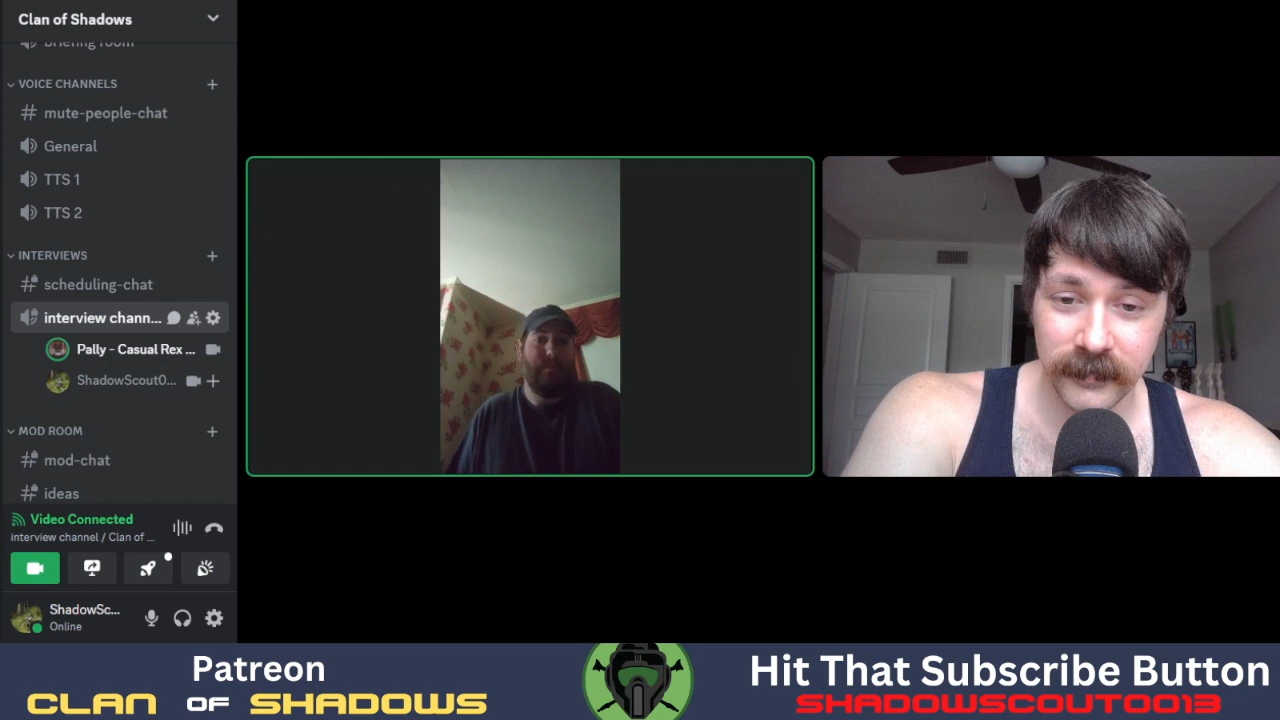 Clan of Shadows
Briefing room
VOICE CHANNELS
mute-people-chat
General
TTS 1
TTS 2
INTERVIEWS
scheduling-chat
interview chann...
Pally - Casual Rex ...
ShadowScout0...
MOD ROOM
mod-chat
ideas
Video Connected
interview channel / Clan of ...
ShadowSc...
Online
Patreon
CLAN OF SHADOWS
Hit That Subscribe Button
SHADOWSCOUT0013